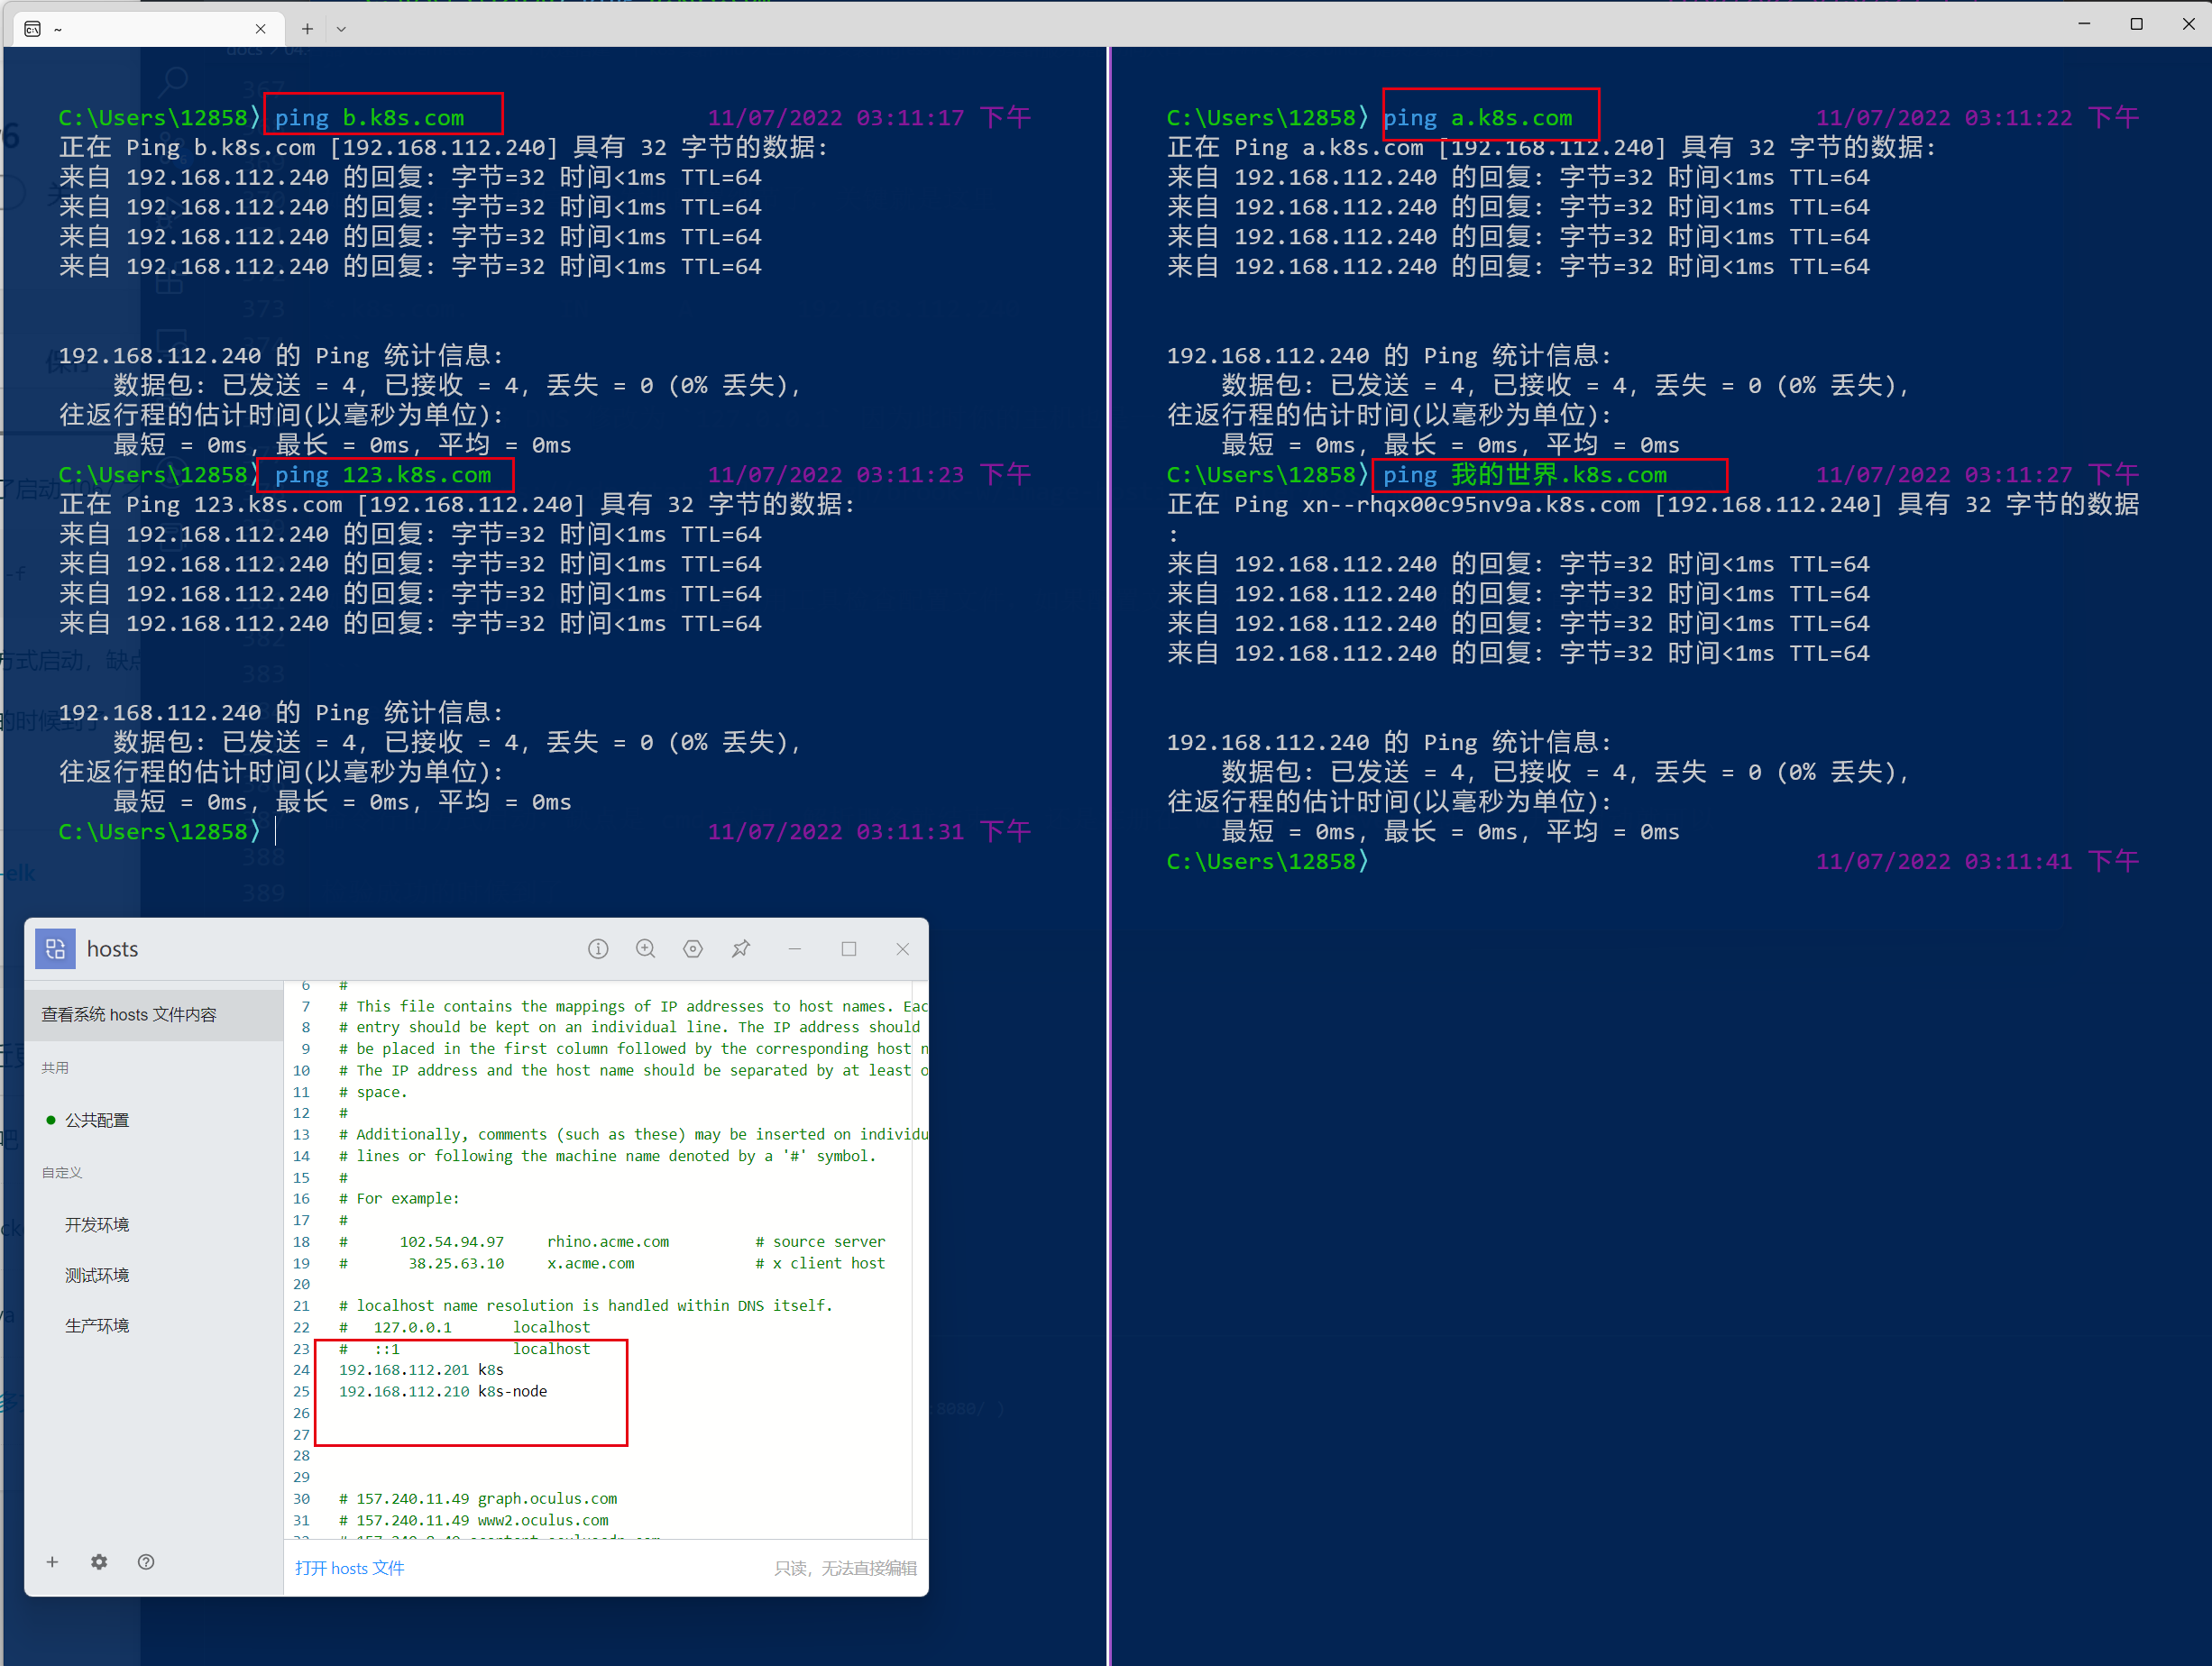 ~
C:\Users\12858〉 ping b.k8s.com 11/07/2022 03:11:17 下午
正在 Ping b.k8s.com [192.168.112.240] 具有 32 字节的数据:
来自 192.168.112.240 的回复: 字节=32 时间<1ms TTL=64
来自 192.168.112.240 的回复: 字节=32 时间<1ms TTL=64
来自 192.168.112.240 的回复: 字节=32 时间<1ms TTL=64
来自 192.168.112.240 的回复: 字节=32 时间<1ms TTL=64
192.168.112.240 的 Ping 统计信息:
数据包: 已发送 = 4, 已接收 = 4, 丢失 = 0 (0% 丢失),
往返行程的估计时间(以毫秒为单位):
最短 = 0ms, 最长 = 0ms, 平均 = 0ms
C:\Users\12858〉 ping 123.k8s.com 11/07/2022 03:11:23 下午
正在 Ping 123.k8s.com [192.168.112.240] 具有 32 字节的数据:
来自 192.168.112.240 的回复: 字节=32 时间<1ms TTL=64
来自 192.168.112.240 的回复: 字节=32 时间<1ms TTL=64
来自 192.168.112.240 的回复: 字节=32 时间<1ms TTL=64
来自 192.168.112.240 的回复: 字节=32 时间<1ms TTL=64
192.168.112.240 的 Ping 统计信息:
数据包: 已发送 = 4, 已接收 = 4, 丢失 = 0 (0% 丢失),
往返行程的估计时间(以毫秒为单位):
最短 = 0ms, 最长 = 0ms, 平均 = 0ms
C:\Users\12858〉 11/07/2022 03:11:31 下午
C:\Users\12858〉 ping a.k8s.com 11/07/2022 03:11:22 下午
正在 Ping a.k8s.com [192.168.112.240] 具有 32 字节的数据:
来自 192.168.112.240 的回复: 字节=32 时间<1ms TTL=64
来自 192.168.112.240 的回复: 字节=32 时间<1ms TTL=64
来自 192.168.112.240 的回复: 字节=32 时间<1ms TTL=64
来自 192.168.112.240 的回复: 字节=32 时间<1ms TTL=64
192.168.112.240 的 Ping 统计信息:
数据包: 已发送 = 4, 已接收 = 4, 丢失 = 0 (0% 丢失),
往返行程的估计时间(以毫秒为单位):
最短 = 0ms, 最长 = 0ms, 平均 = 0ms
C:\Users\12858〉 ping 我的世界.k8s.com 11/07/2022 03:11:27 下午
正在 Ping xn--rhqx00c95nv9a.k8s.com [192.168.112.240] 具有 32 字节的数据
:
来自 192.168.112.240 的回复: 字节=32 时间<1ms TTL=64
来自 192.168.112.240 的回复: 字节=32 时间<1ms TTL=64
来自 192.168.112.240 的回复: 字节=32 时间<1ms TTL=64
来自 192.168.112.240 的回复: 字节=32 时间<1ms TTL=64
192.168.112.240 的 Ping 统计信息:
数据包: 已发送 = 4, 已接收 = 4, 丢失 = 0 (0% 丢失),
往返行程的估计时间(以毫秒为单位):
最短 = 0ms, 最长 = 0ms, 平均 = 0ms
C:\Users\12858〉 11/07/2022 03:11:41 下午
hosts
查看系统 hosts 文件内容
共用
公共配置
自定义
开发环境
测试环境
生产环境
6 #
7 # This file contains the mappings of IP addresses to host names. Eac
8 # entry should be kept on an individual line. The IP address should
9 # be placed in the first column followed by the corresponding host n
10 # The IP address and the host name should be separated by at least o
11 # space.
12 #
13 # Additionally, comments (such as these) may be inserted on individu
14 # lines or following the machine name denoted by a '#' symbol.
15 #
16 # For example:
17 #
18 # 102.54.94.97 rhino.acme.com # source server
19 # 38.25.63.10 x.acme.com # x client host
20
21 # localhost name resolution is handled within DNS itself.
22 # 127.0.0.1 localhost
23 # ::1 localhost
24 192.168.112.201 k8s
25 192.168.112.210 k8s-node
26
27
28
29
30 # 157.240.11.49 graph.oculus.com
31 # 157.240.11.49 www2.oculus.com
打开 hosts 文件
只读，无法直接编辑